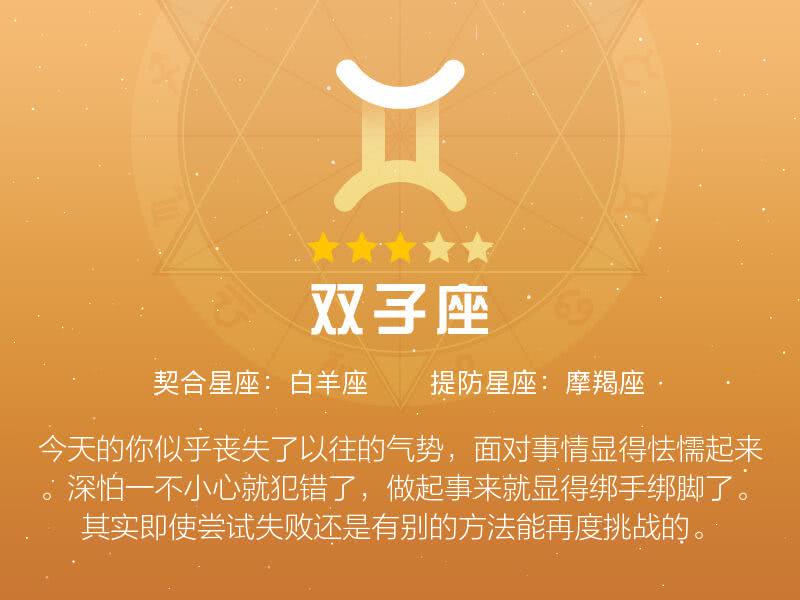 双子座
契合星座：白羊座 提防星座：摩羯座
今天的你似乎丧失了以往的气势，面对事情显得怯懦起来
。深怕一不小心就犯错了，做起事来就显得绑手绑脚了。
其实即使尝试失败还是有别的方法能再度挑战的。